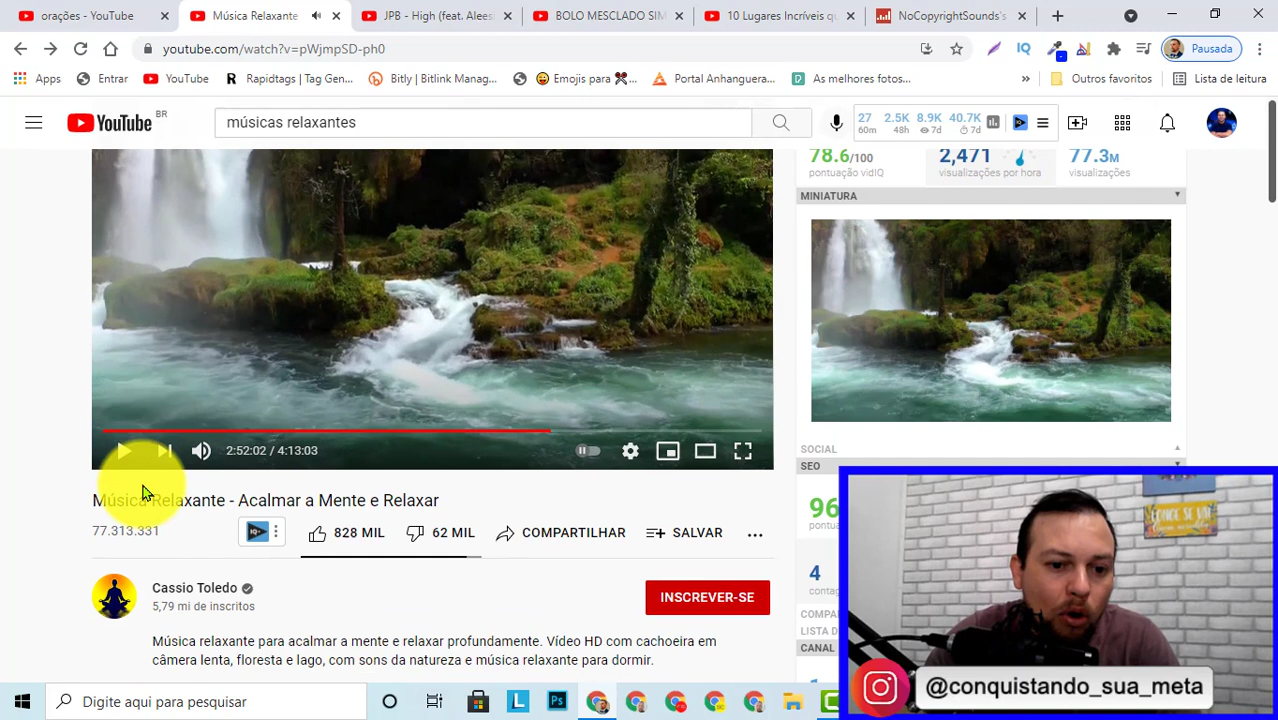 orações - YouTube
Música Relaxante
JPB - High (feat. Alees
BOLO MESCLADO SIM
10 Lugares Incríveis qu
NoCopyrightSounds's
youtube.com/watch?v=pWjmpSD-ph0
IQ
Pausada
Apps
Entrar
YouTube
R
Rapidtags | Tag Gen...
Bitly | Bitlink Manag...
Emojis para
Portal Anhanguera...
As melhores fotos...
»
Outros favoritos
Lista de leitura
YouTube BR
músicas relaxantes
27 2.5K 8.9K 40.7K
60m 48h 7d 7d
78.6/100 2,471 77.3M
pontuação vidIQ visualizações por hora visualizações
MINIATURA
2:52:02 / 4:13:03
SOCIAL
SEO
Música Relaxante - Acalmar a Mente e Relaxar
96
77.313.331
IQ
828 MIL
62 MIL
COMPARTILHAR
SALVAR
4
Cassio Toledo
5,79 mi de inscritos
INSCREVER-SE
LISTA D
CANAL
Música relaxante para acalmar a mente e relaxar profundamente. Vídeo HD com cachoeira em
câmera lenta, floresta e lago, com sons da natureza e música relaxante para dormir.
@conquistando_sua_meta
Digite aqui para pesquisar
L
Ps